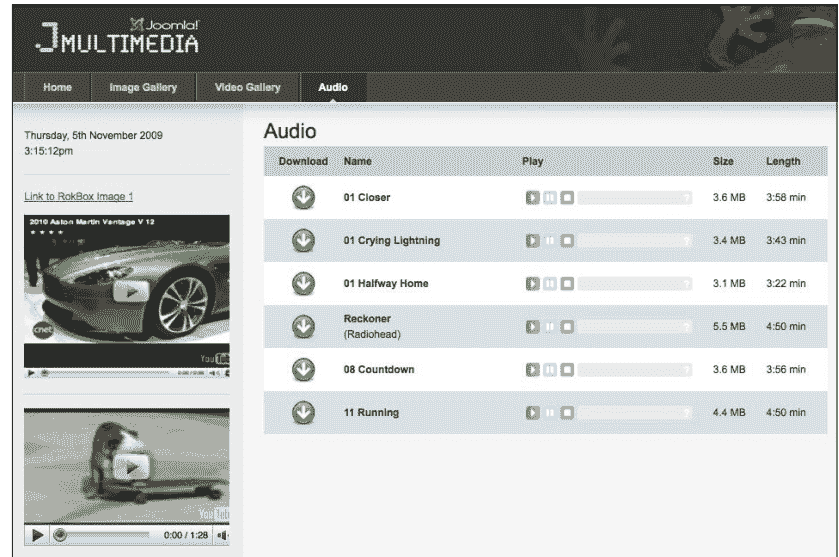 Joomla!
JMULTIMEDIA
Home Image Gallery Video Gallery Audio
Thursday, 5th November 2009
3:15:12pm
Link to RokBox Image 1
2010 Aston Martin Vantage V 12
cnet
YouTube
0:00 / 1:28
YouTube
Audio
Download Name Play Size Length
01 Closer 3.6 MB 3:58 min
01 Crying Lightning 3.4 MB 3:43 min
01 Halfway Home 3.1 MB 3:22 min
Reckoner 5.5 MB 4:50 min
(Radiohead)
08 Countdown 3.6 MB 3:56 min
11 Running 4.4 MB 4:50 min